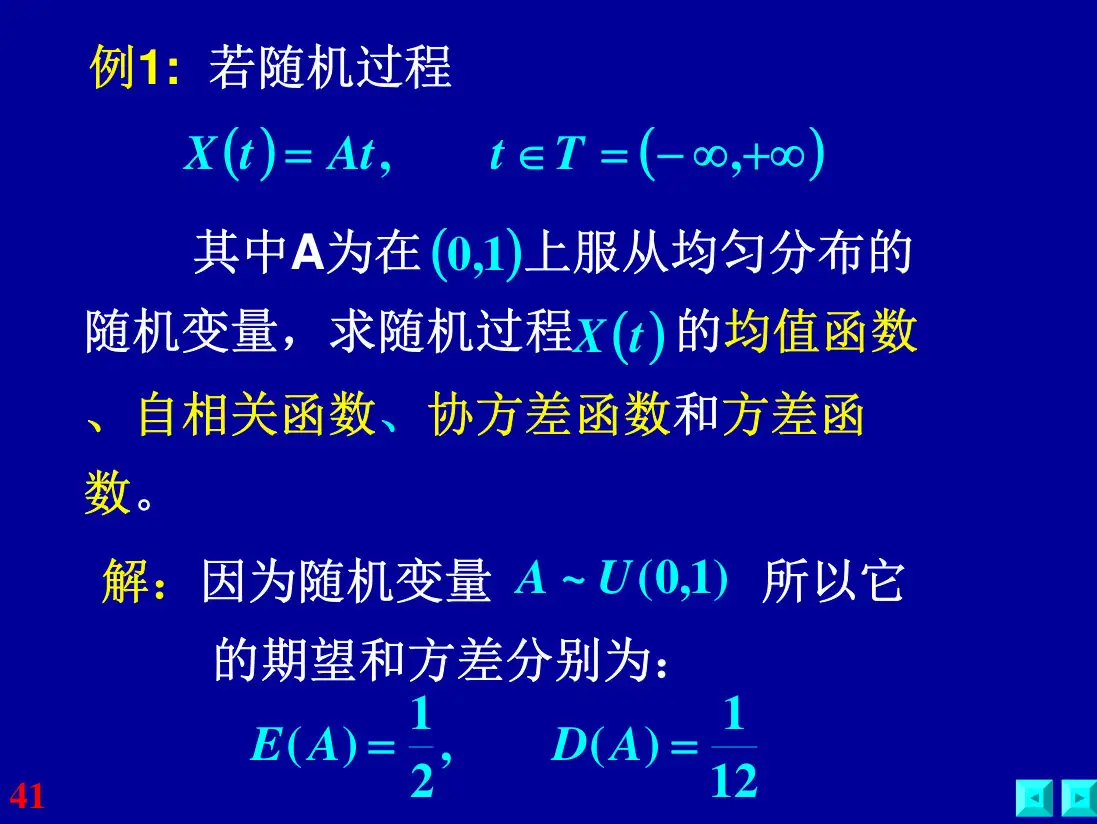 例1: 若随机过程
X(t) = At, t ∈ T = (−∞,+∞)
其中A为在(0,1)上服从均匀分布的
随机变量，求随机过程X(t)的均值函数
、自相关函数、协方差函数和方差函
数。
解：因为随机变量 A ~ U(0,1) 所以它
的期望和方差分别为：
E(A) = 1/2, D(A) = 1/12
41